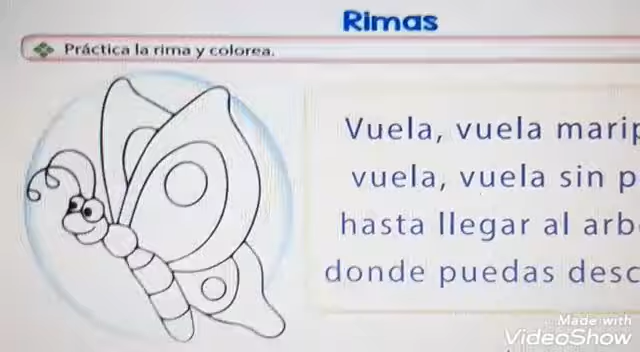 Rimas
Práctica la rima y colorea.
Vuela, vuela marip
vuela, vuela sin p
hasta llegar al arb
donde puedas desc
Made with
VideoShow